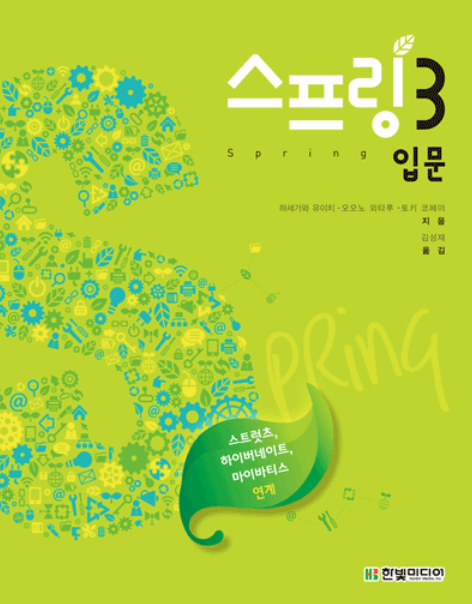 스프링3
Spring
입문
하세가와 유이치 · 오오노 와타루 · 토키 코헤이
지음
김성재
옮김
SPRING
스트럿츠,
하이버네이트,
마이바티스
연계
HB 한빛미디어